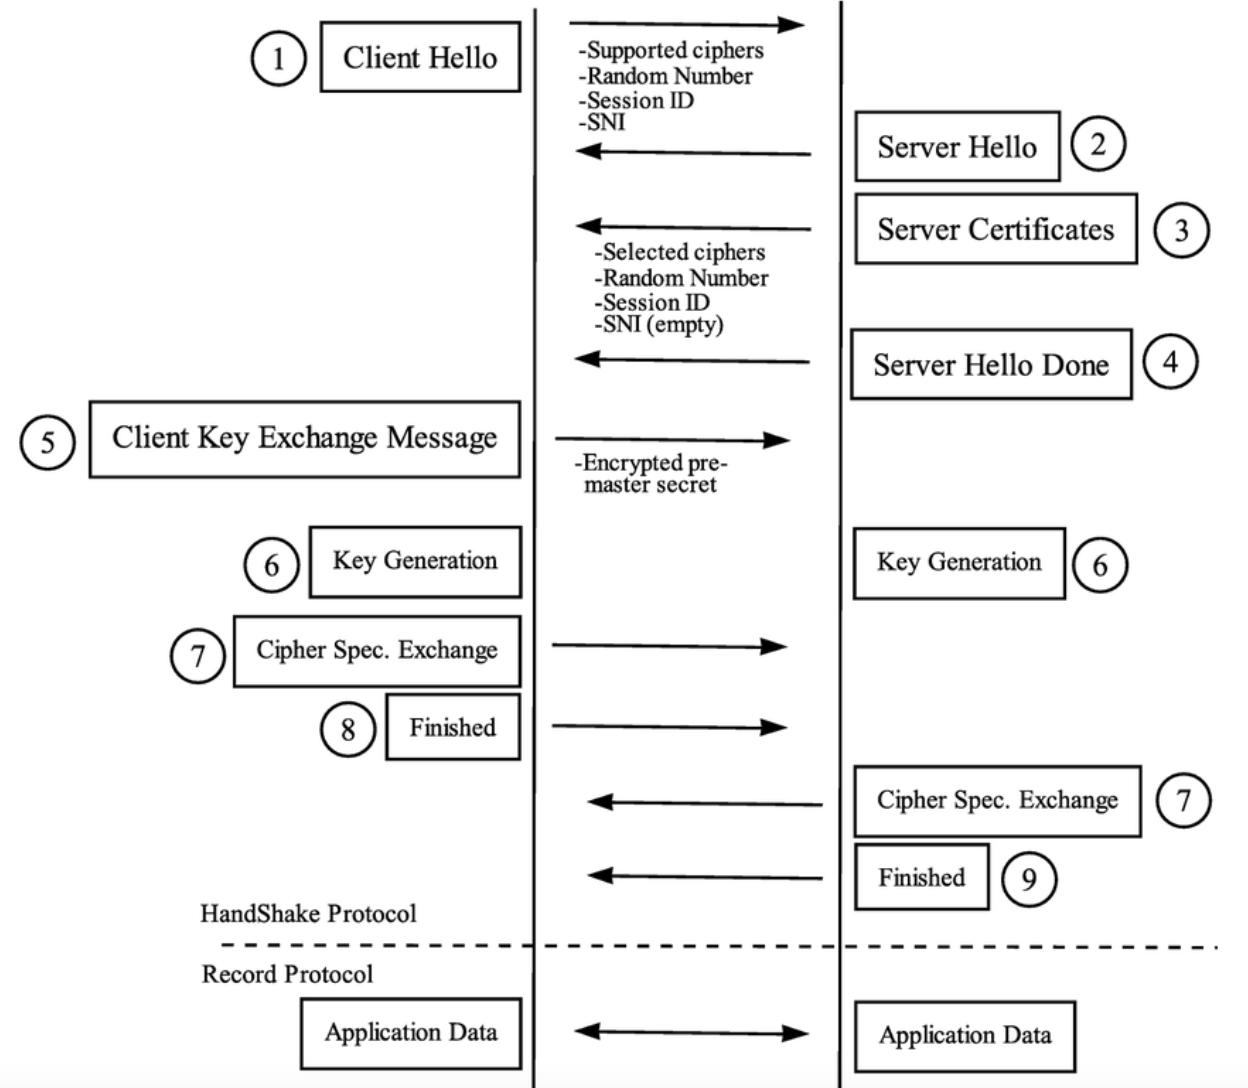 1
Client Hello
-Supported ciphers
-Random Number
-Session ID
-SNI
Server Hello
2
Server Certificates
3
-Selected ciphers
-Random Number
-Session ID
-SNI (empty)
Server Hello Done
4
5
Client Key Exchange Message
-Encrypted pre-
master secret
6
Key Generation
Key Generation
6
7
Cipher Spec. Exchange
8
Finished
Cipher Spec. Exchange
7
Finished
9
HandShake Protocol
Record Protocol
Application Data
Application Data